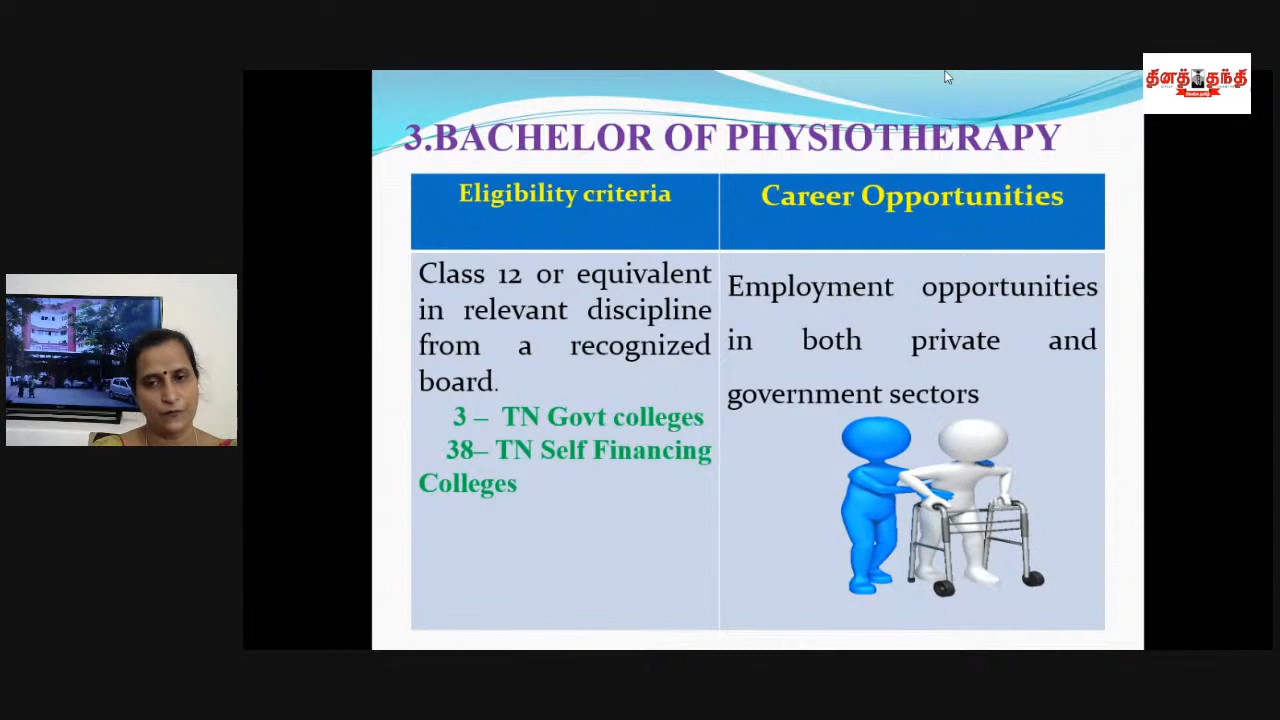 தினத்தந்தி
3.BACHELOR OF PHYSIOTHERAPY
Eligibility criteria
Career Opportunities
Class 12 or equivalent
in relevant discipline
from a recognized
board.
3 – TN Govt colleges
38– TN Self Financing
Colleges
Employment opportunities
in both private and
government sectors